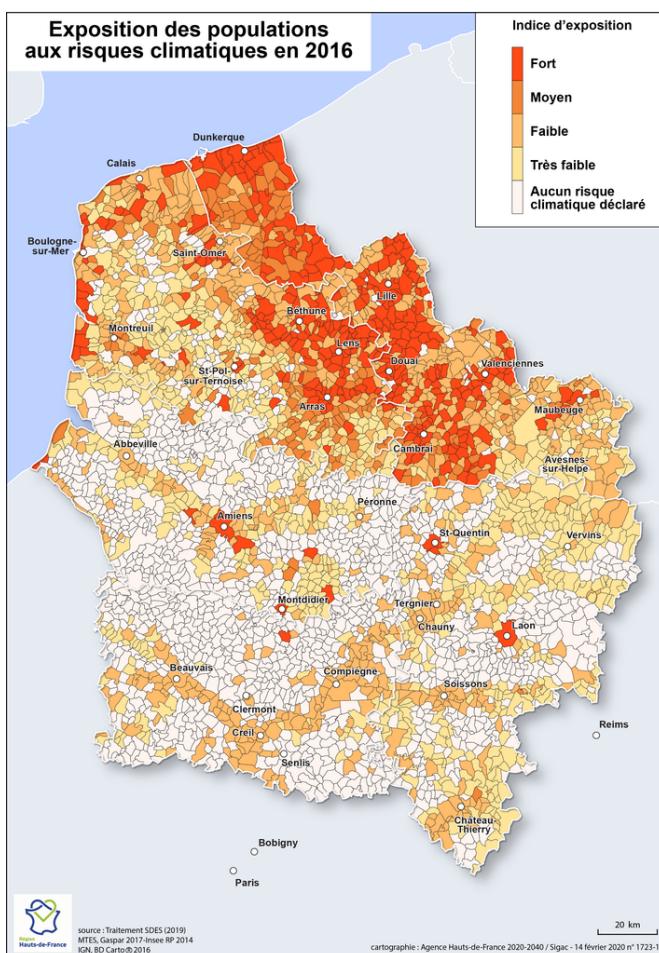 Exposition des populations
aux risques climatiques en 2016
Indice d'exposition
Fort
Moyen
Faible
Très faible
Aucun risque
climatique déclaré
Dunkerque
Calais
Boulogne-
sur-Mer
Saint-Omer
Lille
Béthune
Montreuil
Lens
St-Pol-
sur-Ternoise
Douai
Valenciennes
Arras
Maubeuge
Cambrai
Abbeville
Avesnes-
sur-Helpe
Péronne
Amiens
St-Quentin
Vervins
Montdidier
Tergnier
Chauny
Laon
Beauvais
Compiègne
Soissons
Clermont
Creil
Reims
Senlis
Château-
Thierry
Bobigny
Paris
Région
Hauts-de-France
source : Traitement SDES (2019)
MTES, Gaspar 2017-Insee RP 2014
IGN, BD Carto®2016
20 km
cartographie : Agence Hauts-de-France 2020-2040 / Sigac - 14 février 2020 n° 1723-1